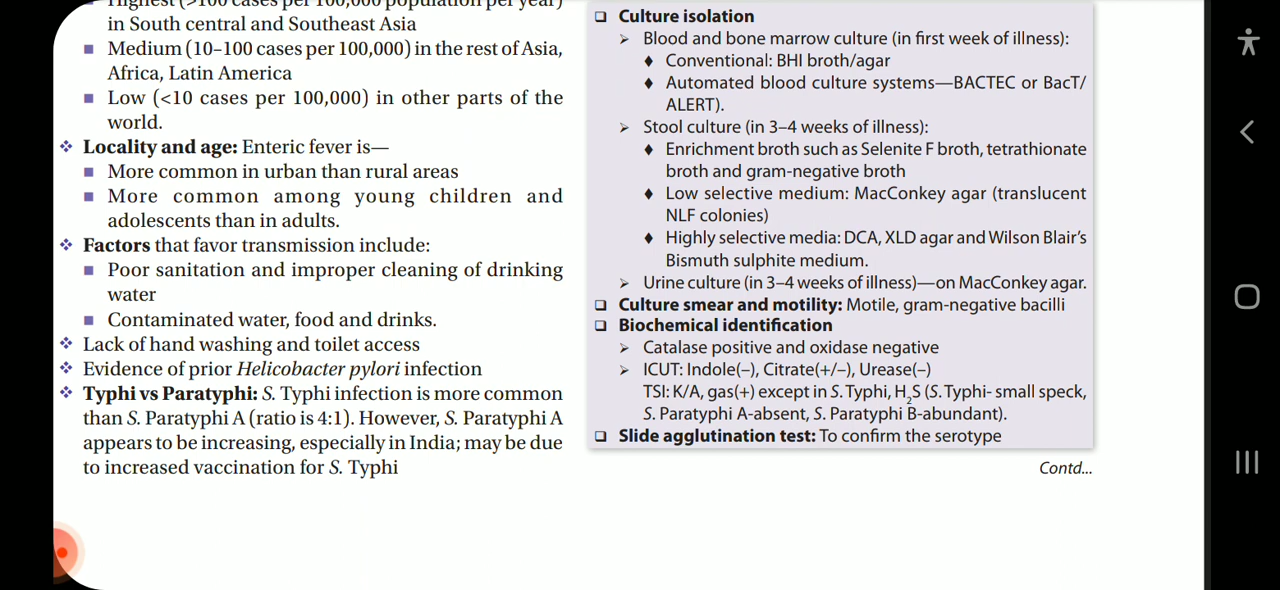 Highest (>100 cases per 100,000 population per year)
in South central and Southeast Asia
Medium (10–100 cases per 100,000) in the rest of Asia,
Africa, Latin America
Low (<10 cases per 100,000) in other parts of the
world.
Locality and age: Enteric fever is—
More common in urban than rural areas
More common among young children and
adolescents than in adults.
Factors that favor transmission include:
Poor sanitation and improper cleaning of drinking
water
Contaminated water, food and drinks.
Lack of hand washing and toilet access
Evidence of prior Helicobacter pylori infection
Typhi vs Paratyphi: S. Typhi infection is more common
than S. Paratyphi A (ratio is 4:1). However, S. Paratyphi A
appears to be increasing, especially in India; may be due
to increased vaccination for S. Typhi
Culture isolation
Blood and bone marrow culture (in first week of illness):
Conventional: BHI broth/agar
Automated blood culture systems—BACTEC or BacT/
ALERT).
Stool culture (in 3–4 weeks of illness):
Enrichment broth such as Selenite F broth, tetrathionate
broth and gram-negative broth
Low selective medium: MacConkey agar (translucent
NLF colonies)
Highly selective media: DCA, XLD agar and Wilson Blair's
Bismuth sulphite medium.
Urine culture (in 3–4 weeks of illness)—on MacConkey agar.
Culture smear and motility: Motile, gram-negative bacilli
Biochemical identification
Catalase positive and oxidase negative
ICUT: Indole(–), Citrate(+/–), Urease(–)
TSI: K/A, gas(+) except in S. Typhi, H₂S (S. Typhi- small speck,
S. Paratyphi A-absent, S. Paratyphi B-abundant).
Slide agglutination test: To confirm the serotype
Contd...